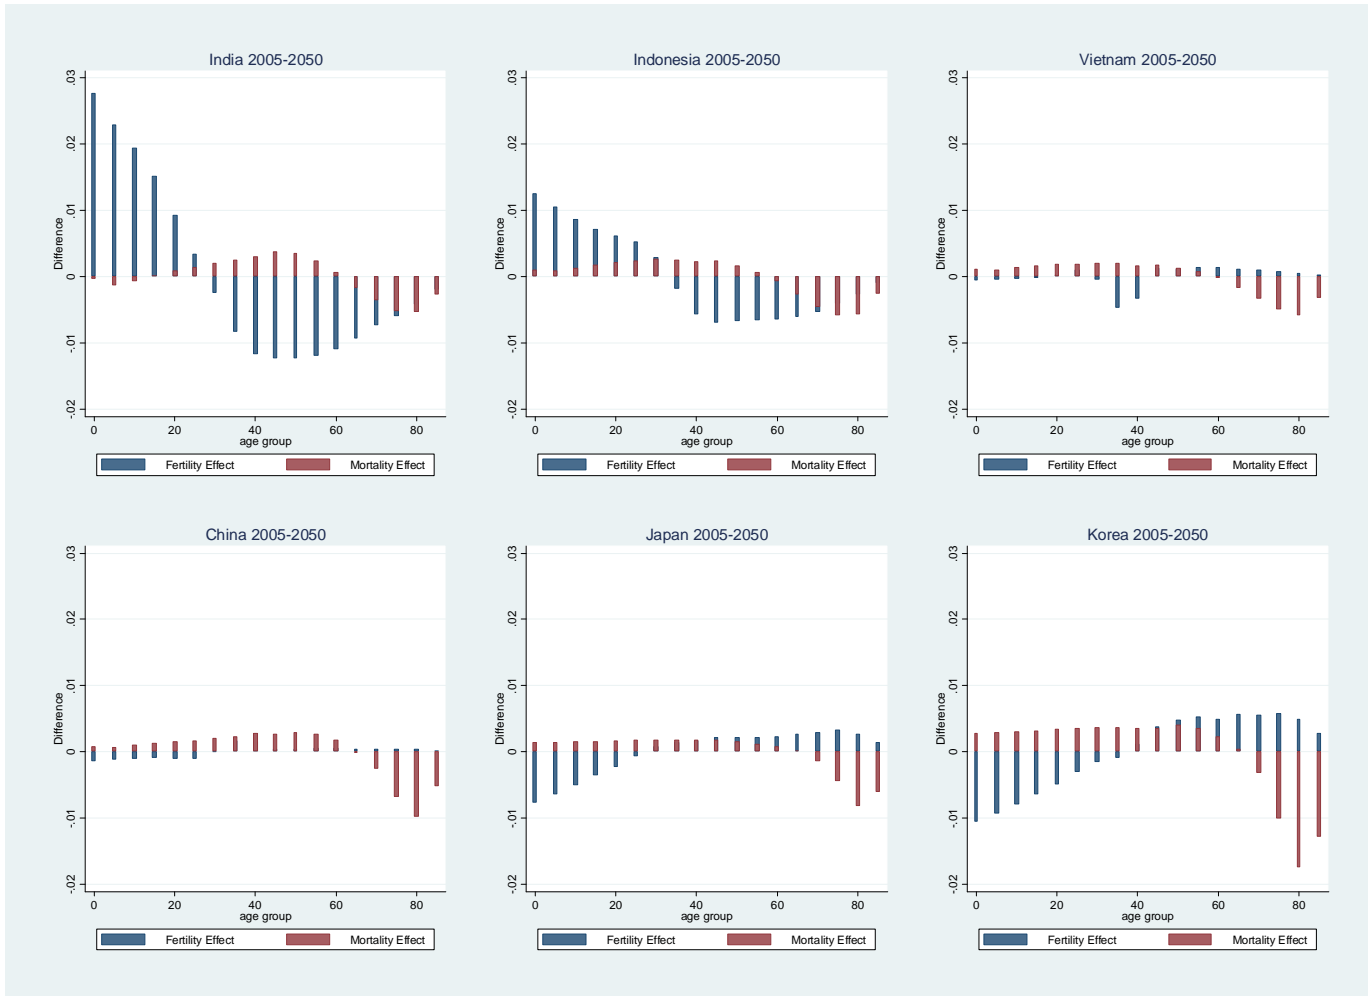 India 2005-2050
Difference
.03
.02
.01
0
-.01
-.02
0 20 40 60 80
age group
Fertility Effect Mortality Effect
Indonesia 2005-2050
Difference
.03
.02
.01
0
-.01
-.02
0 20 40 60 80
age group
Fertility Effect Mortality Effect
Vietnam 2005-2050
Difference
.03
.02
.01
0
-.01
-.02
0 20 40 60 80
age group
Fertility Effect Mortality Effect
China 2005-2050
Difference
.03
.02
.01
0
-.01
-.02
0 20 40 60 80
age group
Fertility Effect Mortality Effect
Japan 2005-2050
Difference
.03
.02
.01
0
-.01
-.02
0 20 40 60 80
age group
Fertility Effect Mortality Effect
Korea 2005-2050
Difference
.03
.02
.01
0
-.01
-.02
0 20 40 60 80
age group
Fertility Effect Mortality Effect